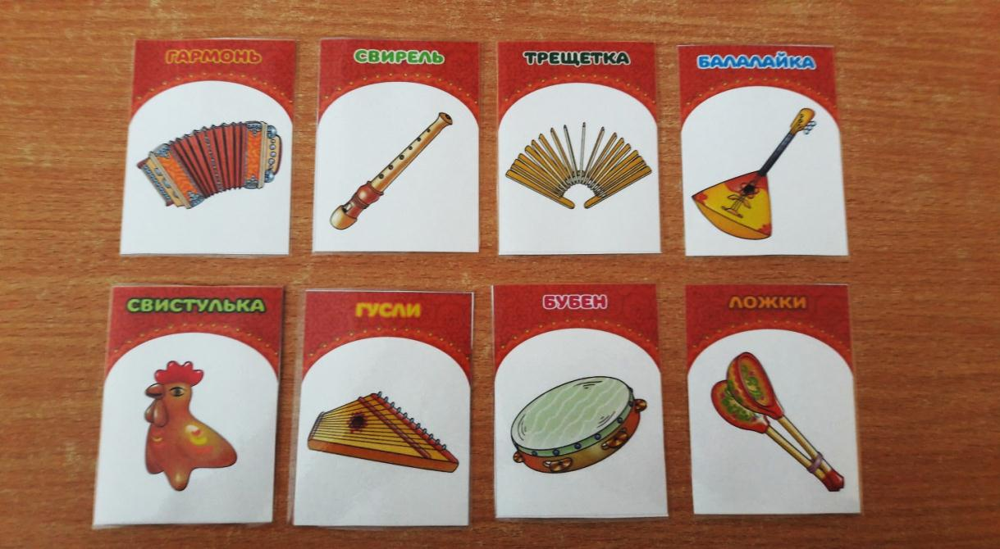 ГАРМОНЬ
СВИРЕЛЬ
ТРЕЩЕТКА
БАЛАЛАЙКА
СВИСТУЛЬКА
ГУСЛИ
БУБЕН
ЛОЖКИ